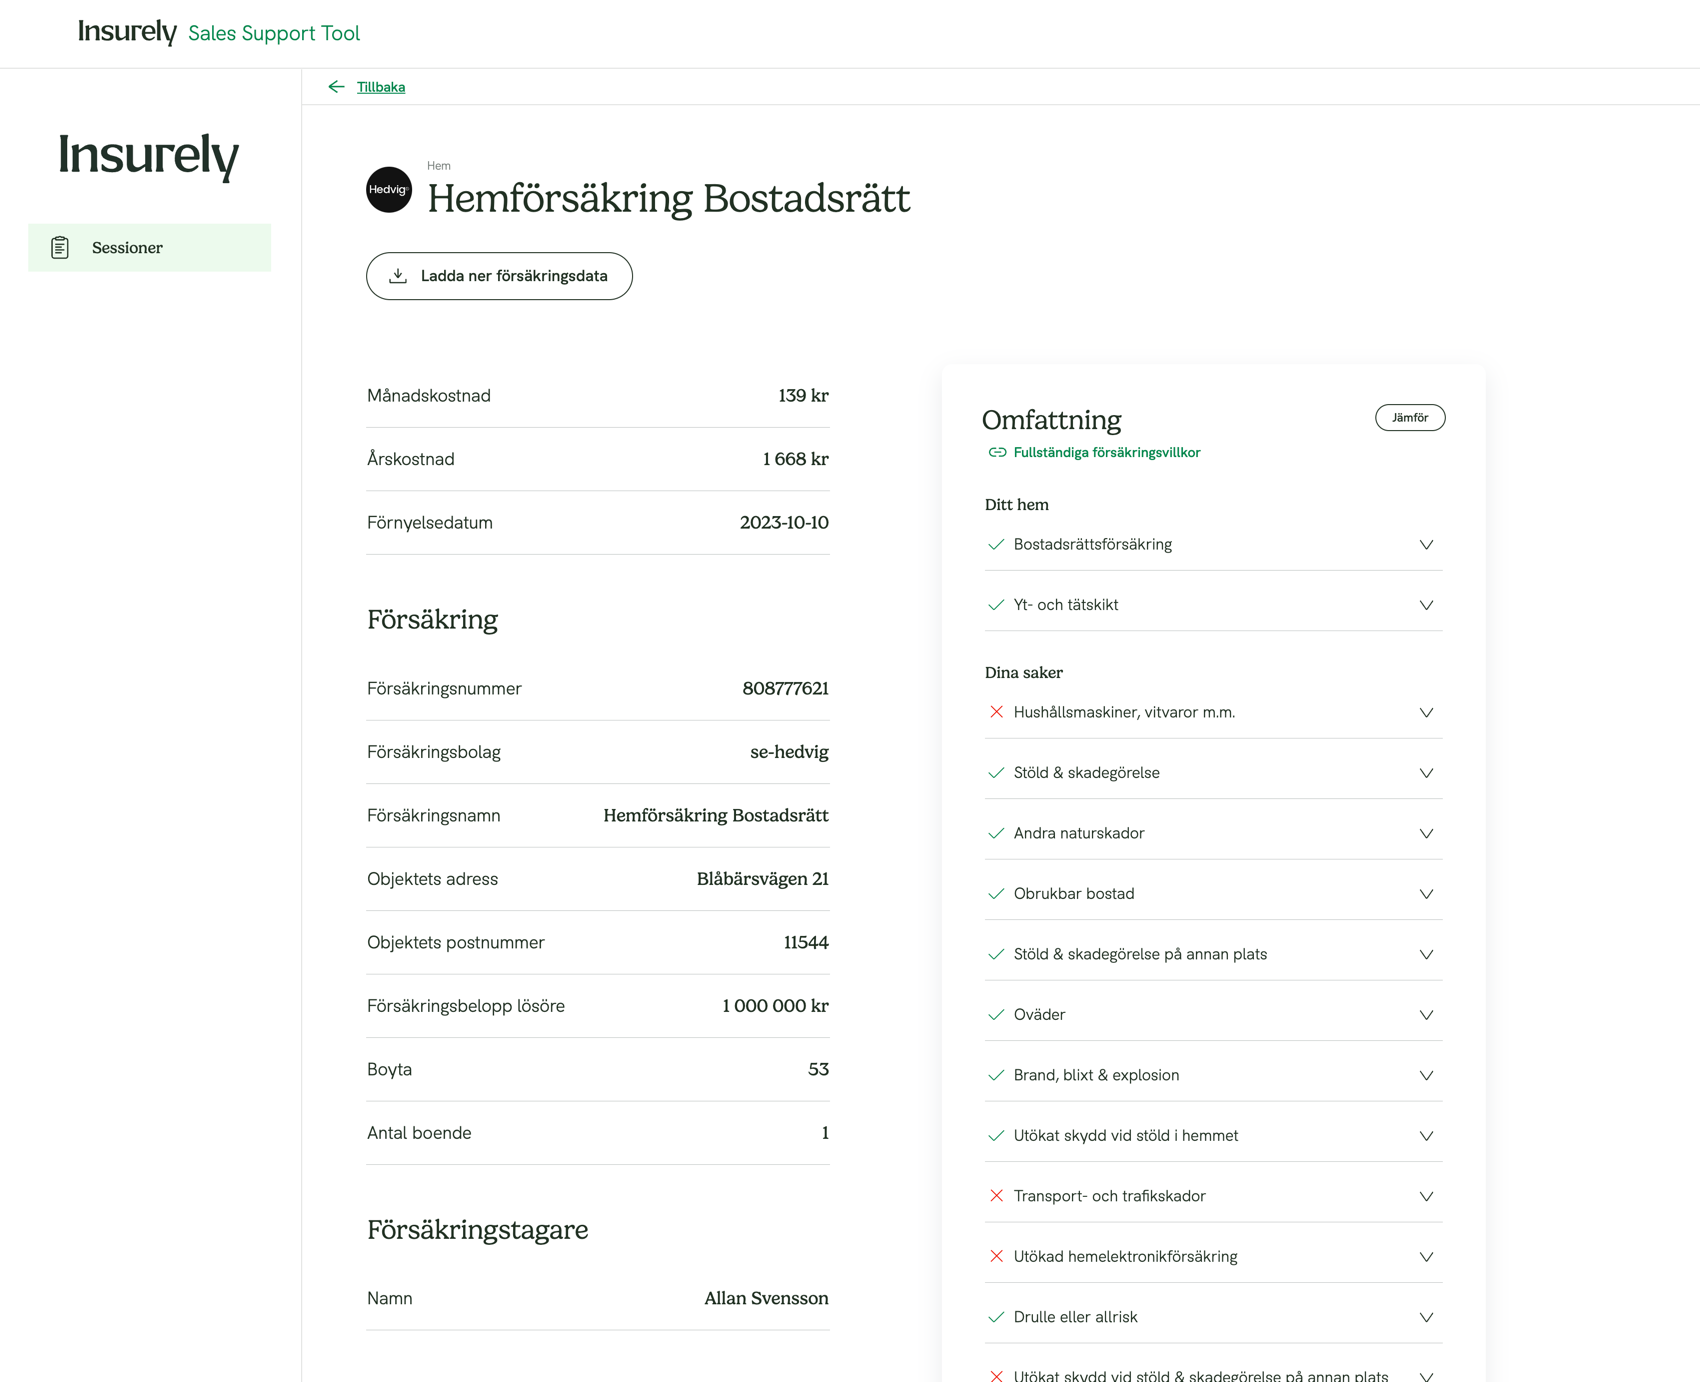 Insurely Sales Support Tool
Tillbaka
Insurely
Sessioner
Hem
Hedvig
Hemförsäkring Bostadsrätt
Ladda ner försäkringsdata
Månadskostnad 139 kr
Årskostnad 1 668 kr
Förnyelsedatum 2023-10-10
Försäkring
Försäkringsnummer 808777621
Försäkringsbolag se-hedvig
Försäkringsnamn Hemförsäkring Bostadsrätt
Objektets adress Blåbärsvägen 21
Objektets postnummer 11544
Försäkringsbelopp lösöre 1 000 000 kr
Boyta 53
Antal boende 1
Försäkringstagare
Namn Allan Svensson
Omfattning Jämför
Fullständiga försäkringsvillkor
Ditt hem
Bostadsrättsförsäkring
Yt- och tätskikt
Dina saker
Hushållsmaskiner, vitvaror m.m.
Stöld & skadegörelse
Andra naturskador
Obrukbar bostad
Stöld & skadegörelse på annan plats
Oväder
Brand, blixt & explosion
Utökat skydd vid stöld i hemmet
Transport- och trafikskador
Utökad hemelektronikförsäkring
Drulle eller allrisk
Utökat skydd vid stöld & skadegörelse på annan plats